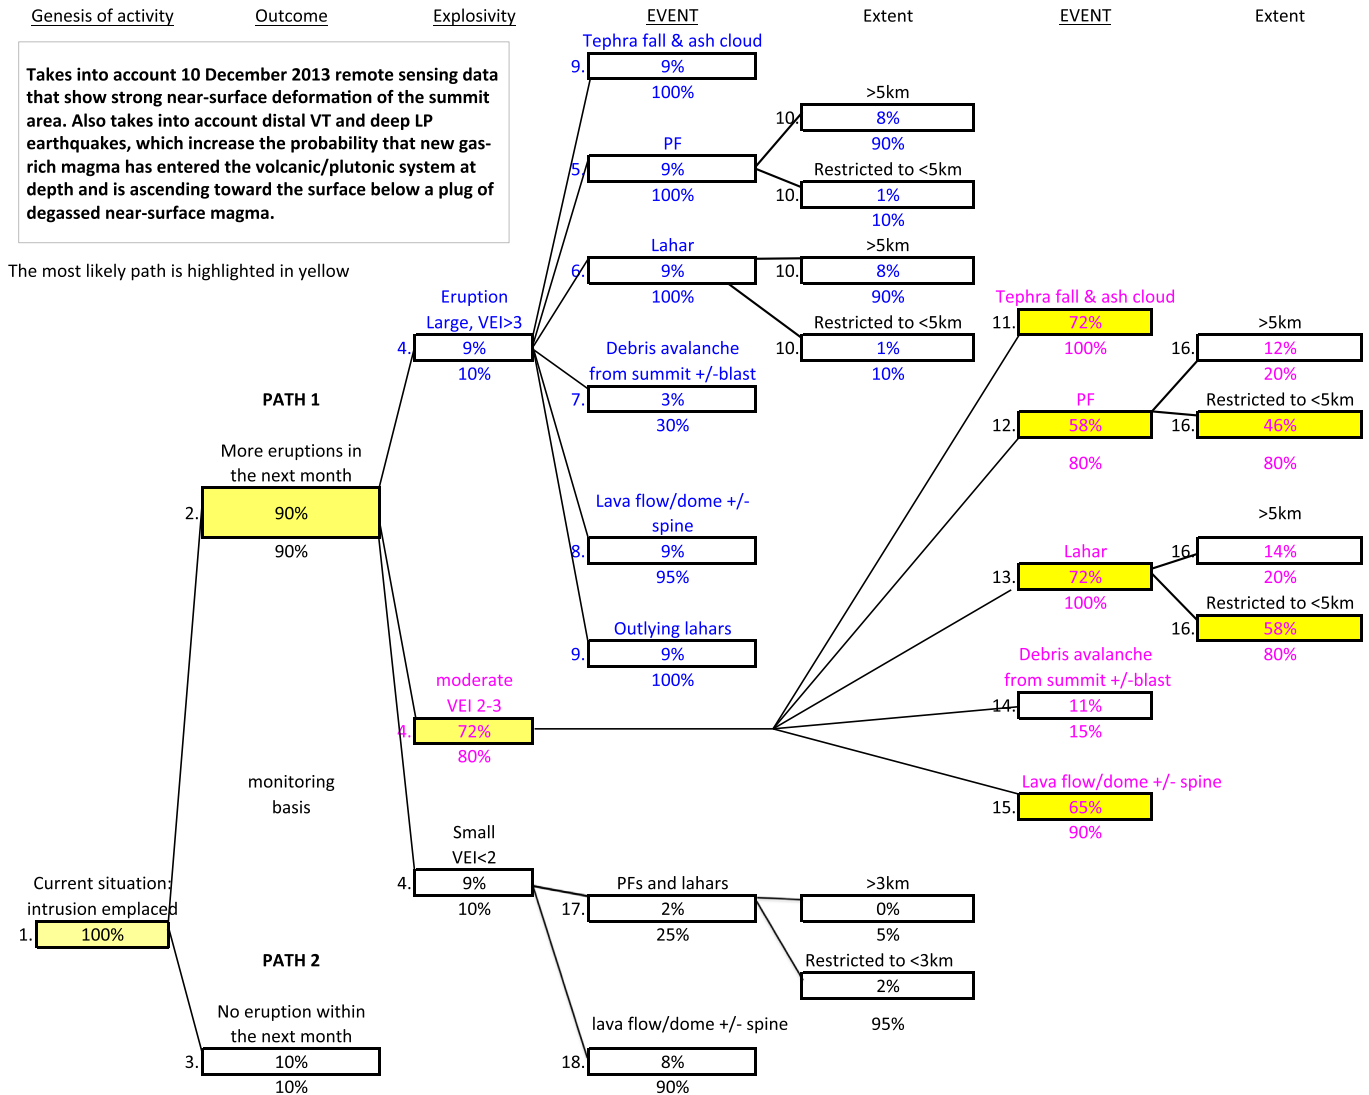 Genesis of activity
Outcome
Explosivity
EVENT
Extent
EVENT
Extent
Takes into account 10 December 2013 remote sensing data
that show strong near-surface deformation of the summit
area. Also takes into account distal VT and deep LP
earthquakes, which increase the probability that new gas-
rich magma has entered the volcanic/plutonic system at
depth and is ascending toward the surface below a plug of
degassed near-surface magma.
The most likely path is highlighted in yellow
Current situation:
intrusion emplaced
1. 100%
PATH 1
More eruptions in
the next month
2. 90%
90%
monitoring
basis
PATH 2
No eruption within
the next month
3. 10%
10%
Eruption
Large, VEI>3
4. 9%
10%
moderate
VEI 2-3
4. 72%
80%
Small
VEI<2
4. 9%
10%
Tephra fall & ash cloud
9. 9%
100%
PF
5. 9%
100%
Lahar
6. 9%
100%
Debris avalanche
from summit +/-blast
7. 3%
30%
Lava flow/dome +/-
spine
8. 9%
95%
Outlying lahars
9. 9%
100%
PFs and lahars
17. 2%
25%
lava flow/dome +/- spine
18. 8%
90%
>5km
10. 8%
90%
Restricted to <5km
10. 1%
10%
>5km
10. 8%
90%
Restricted to <5km
10. 1%
10%
>3km
0%
5%
Restricted to <3km
2%
95%
Tephra fall & ash cloud
11. 72%
100%
PF
12. 58%
80%
Lahar
13. 72%
100%
Debris avalanche
from summit +/-blast
14. 11%
15%
Lava flow/dome +/- spine
15. 65%
90%
>5km
16. 12%
20%
Restricted to <5km
16. 46%
80%
>5km
16. 14%
20%
Restricted to <5km
16. 58%
80%